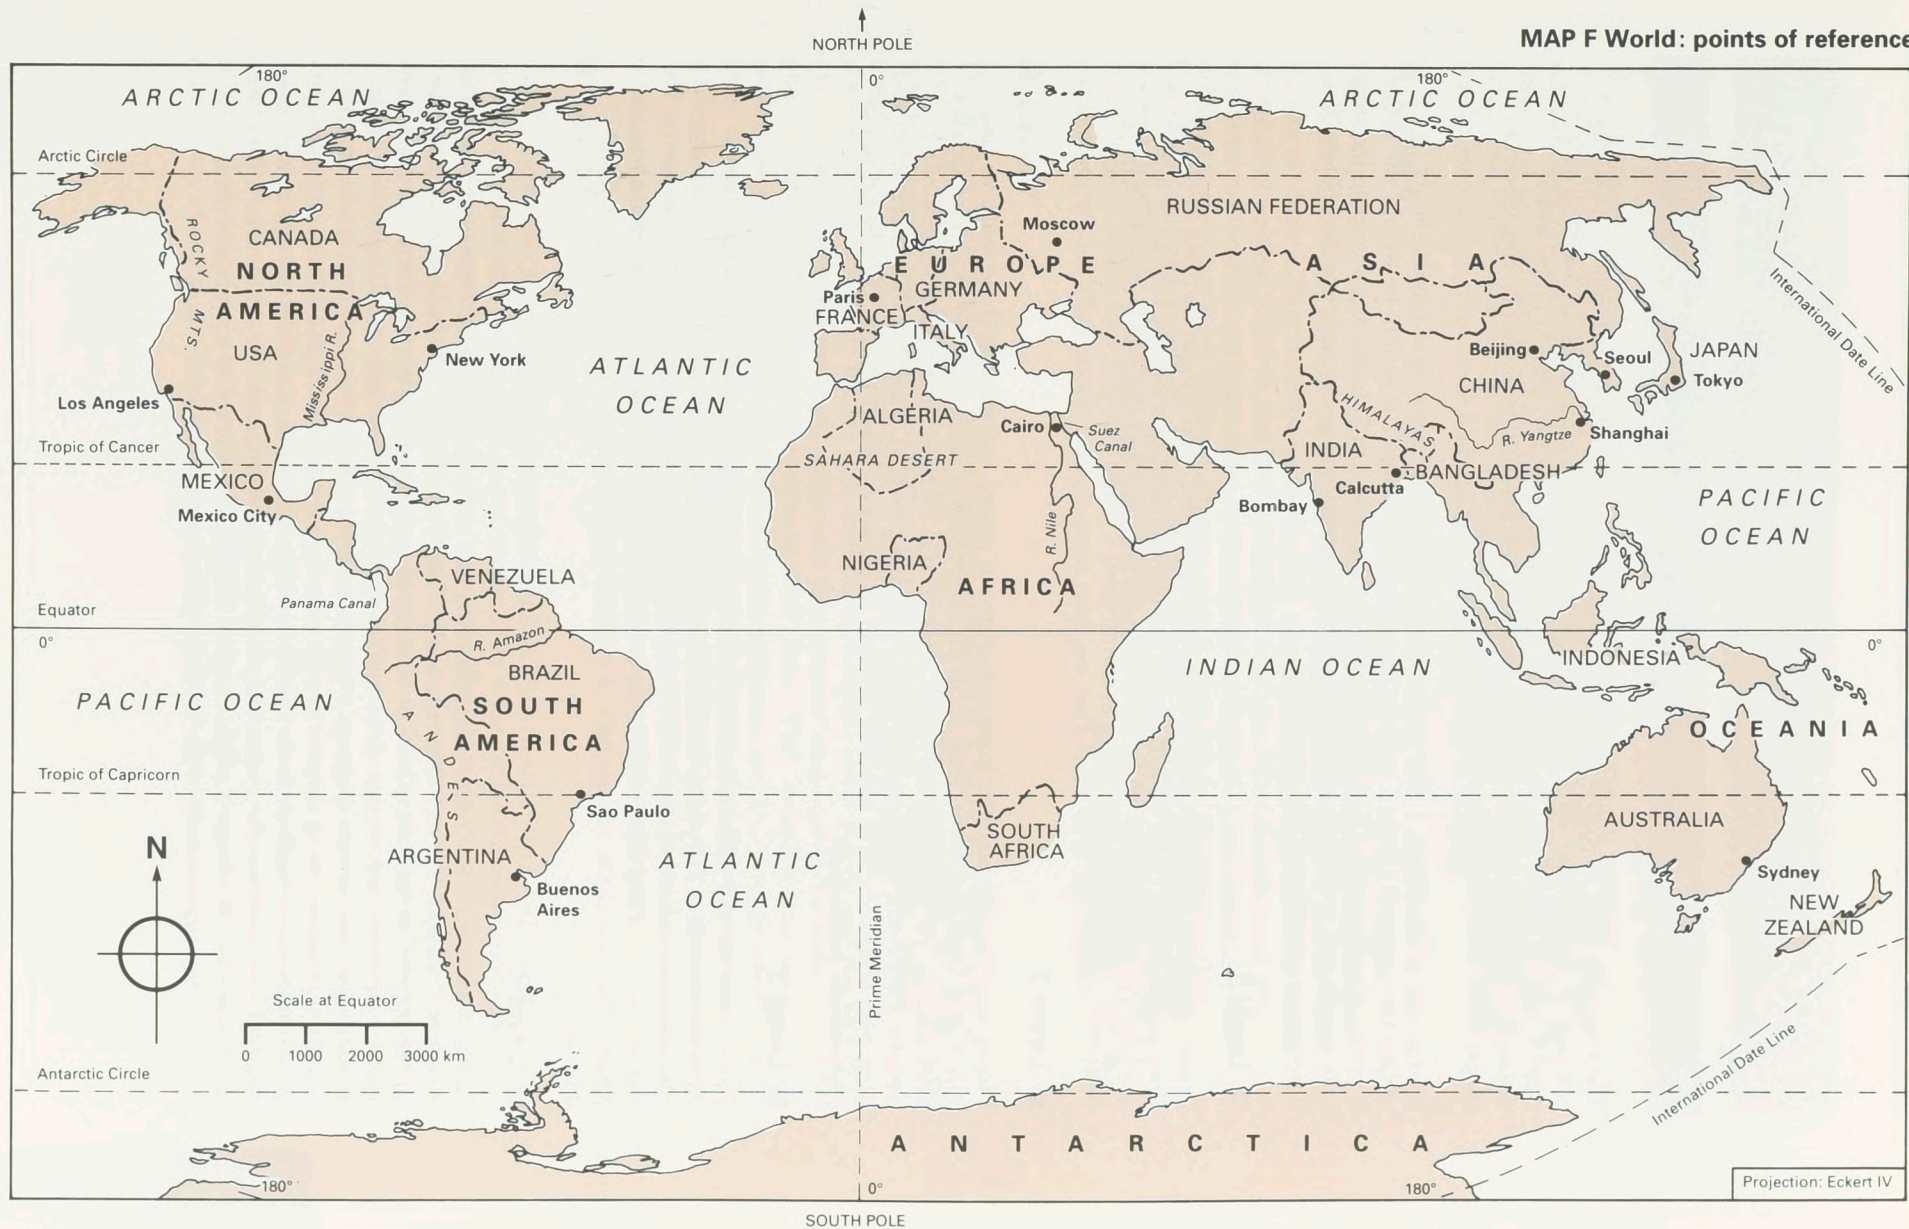 NORTH POLE
MAP F World: points of reference
180°
0°
180°
ARCTIC OCEAN
ARCTIC OCEAN
Arctic Circle
RUSSIAN FEDERATION
Moscow
ROCKY MTS.
CANADA
NORTH
AMERICA
EUROPE
ASIA
GERMANY
Paris
FRANCE
ITALY
International Date Line
USA
Mississippi R.
New York
Los Angeles
ATLANTIC
OCEAN
Beijing
Seoul
JAPAN
Tokyo
CHINA
HIMALAYAS
R. Yangtze
Shanghai
ALGERIA
Cairo
Suez
Canal
Tropic of Cancer
SAHARA DESERT
INDIA
BANGLADESH
Calcutta
Bombay
MEXICO
Mexico City
PACIFIC
OCEAN
R. Nile
NIGERIA
AFRICA
VENEZUELA
Panama Canal
Equator
0°
0°
R. Amazon
BRAZIL
INDIAN OCEAN
INDONESIA
PACIFIC OCEAN
SOUTH
AMERICA
ANDES
OCEANIA
Tropic of Capricorn
Sao Paulo
SOUTH
AFRICA
AUSTRALIA
N
ARGENTINA
Buenos
Aires
ATLANTIC
OCEAN
Sydney
NEW
ZEALAND
Prime Meridian
Scale at Equator
0 1000 2000 3000 km
International Date Line
Antarctic Circle
ANTARCTICA
180°
0°
180°
Projection: Eckert IV
SOUTH POLE